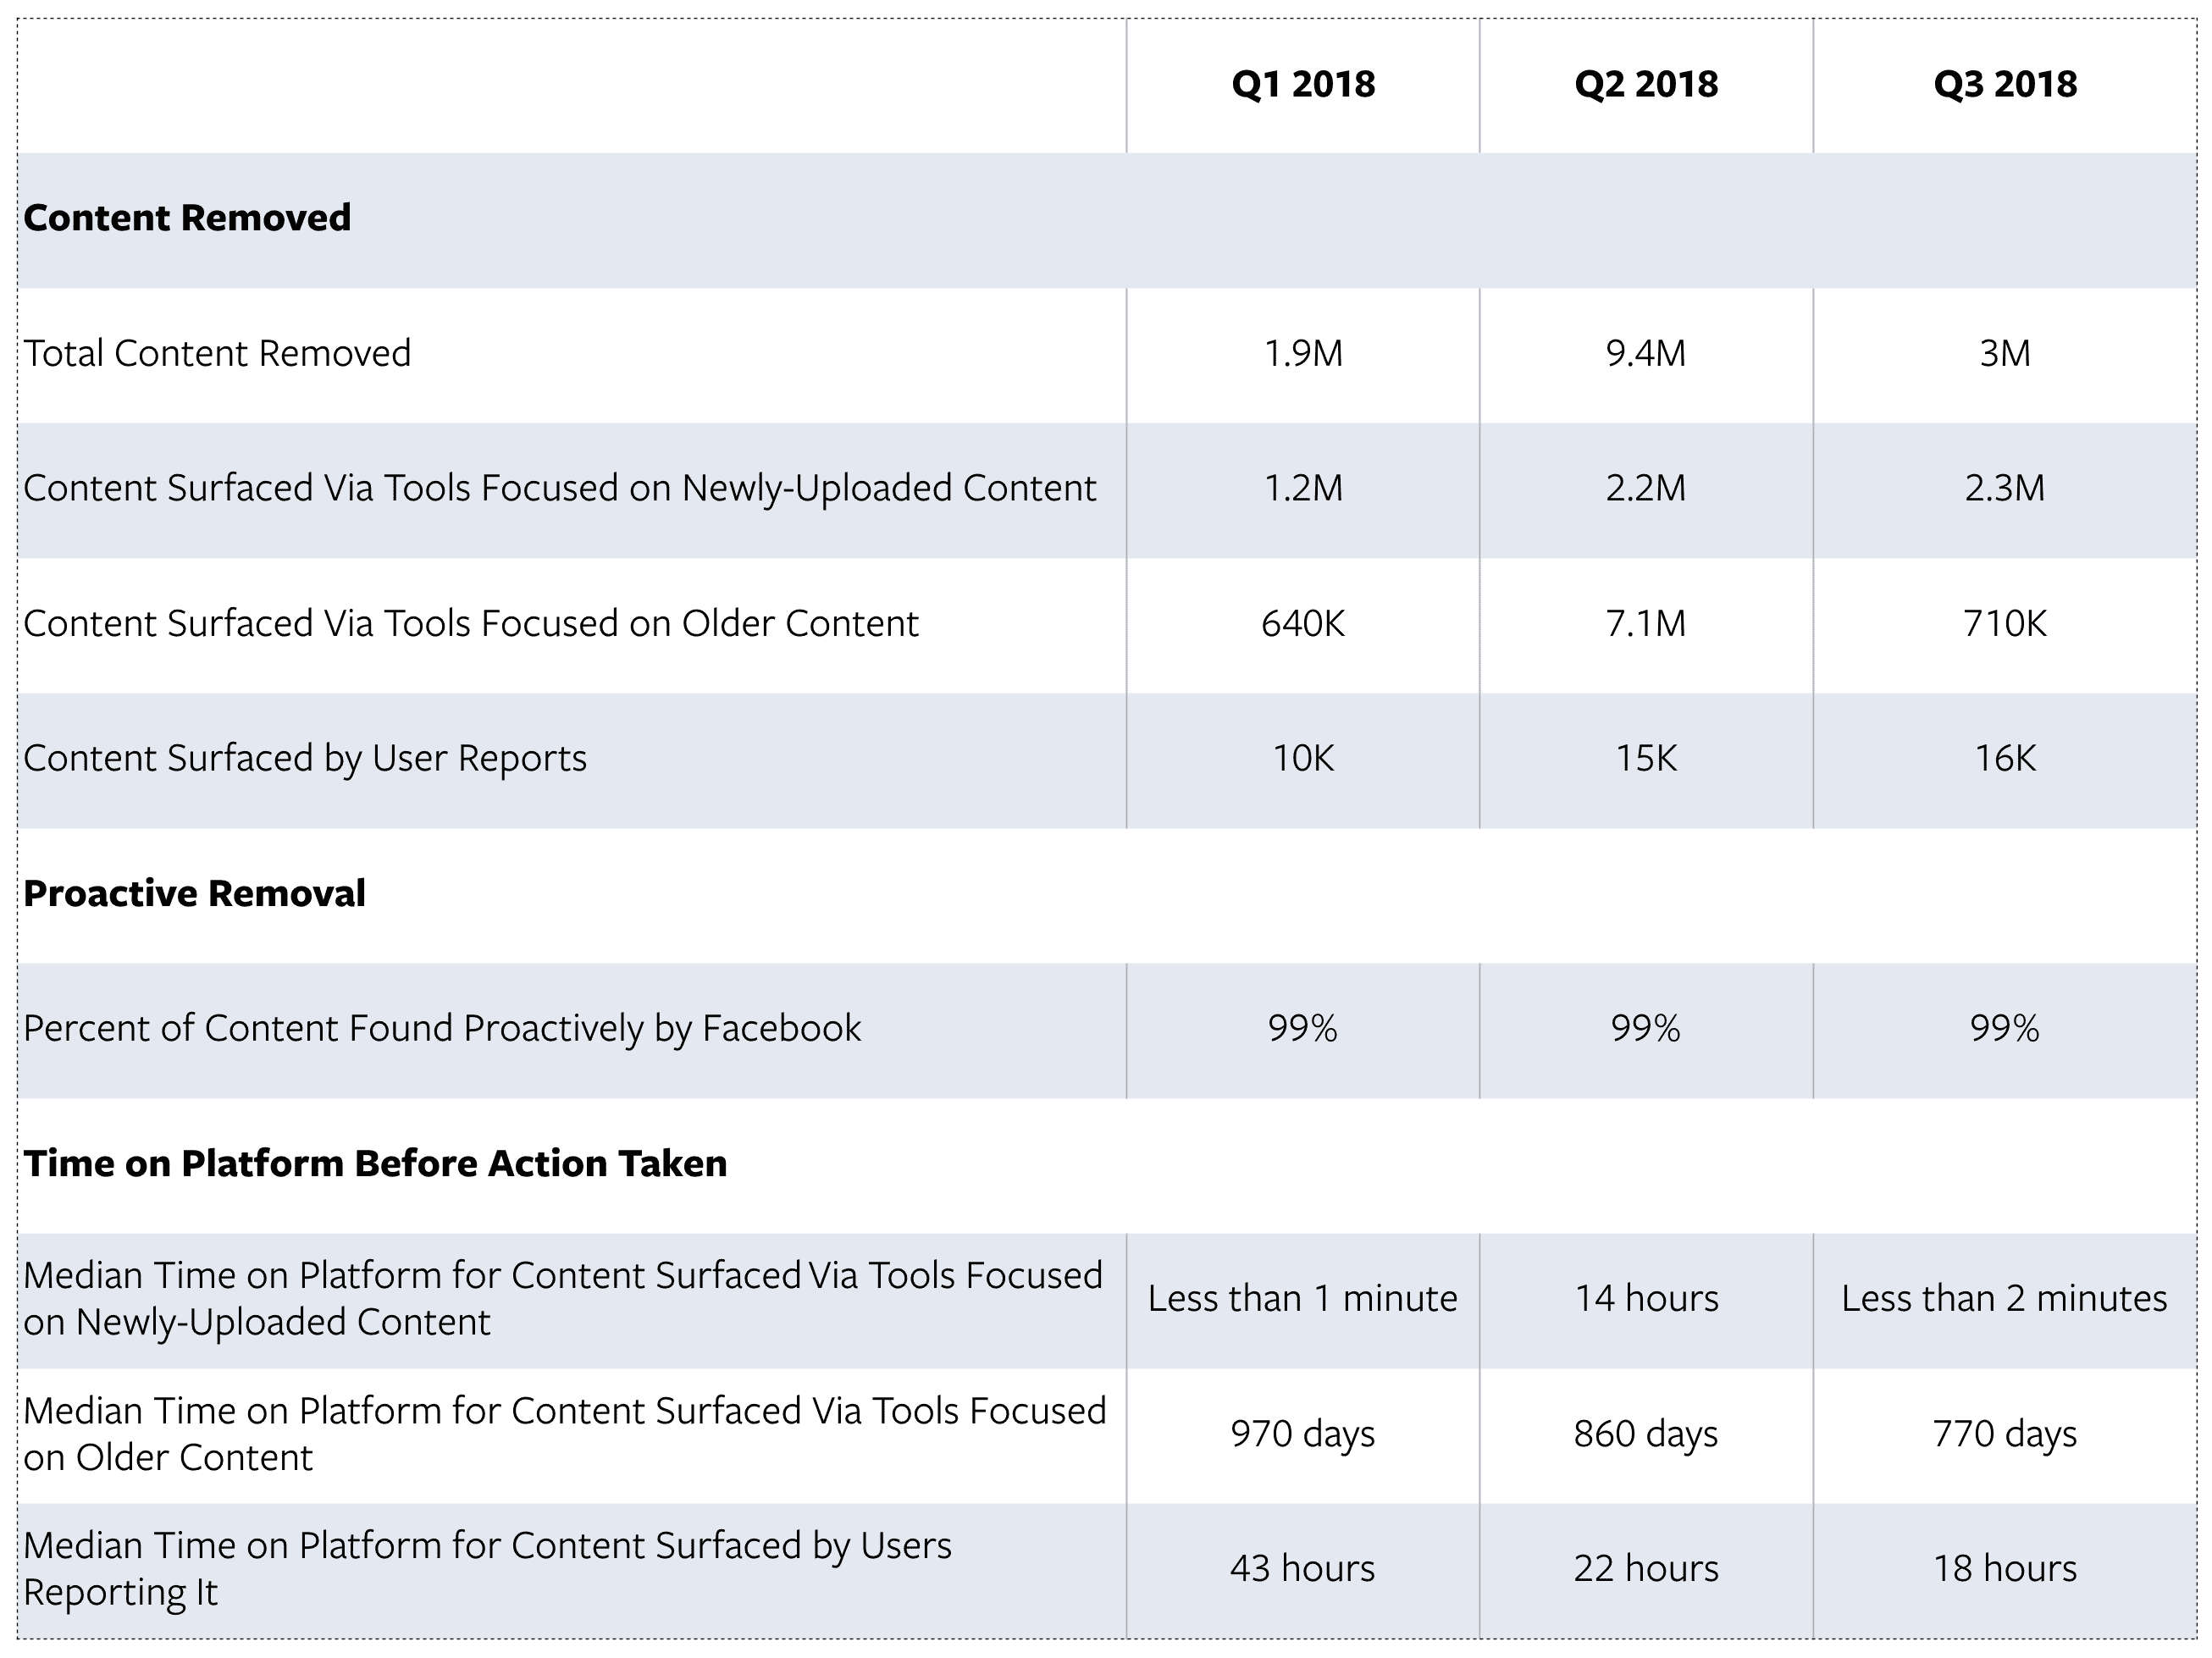 Q1 2018 Q2 2018 Q3 2018
Content Removed
Total Content Removed 1.9M 9.4M 3M
Content Surfaced Via Tools Focused on Newly-Uploaded Content 1.2M 2.2M 2.3M
Content Surfaced Via Tools Focused on Older Content 640K 7.1M 710K
Content Surfaced by User Reports 10K 15K 16K
Proactive Removal
Percent of Content Found Proactively by Facebook 99% 99% 99%
Time on Platform Before Action Taken
Median Time on Platform for Content Surfaced Via Tools Focused
on Newly-Uploaded Content Less than 1 minute 14 hours Less than 2 minutes
Median Time on Platform for Content Surfaced Via Tools Focused
on Older Content 970 days 860 days 770 days
Median Time on Platform for Content Surfaced by Users
Reporting It 43 hours 22 hours 18 hours